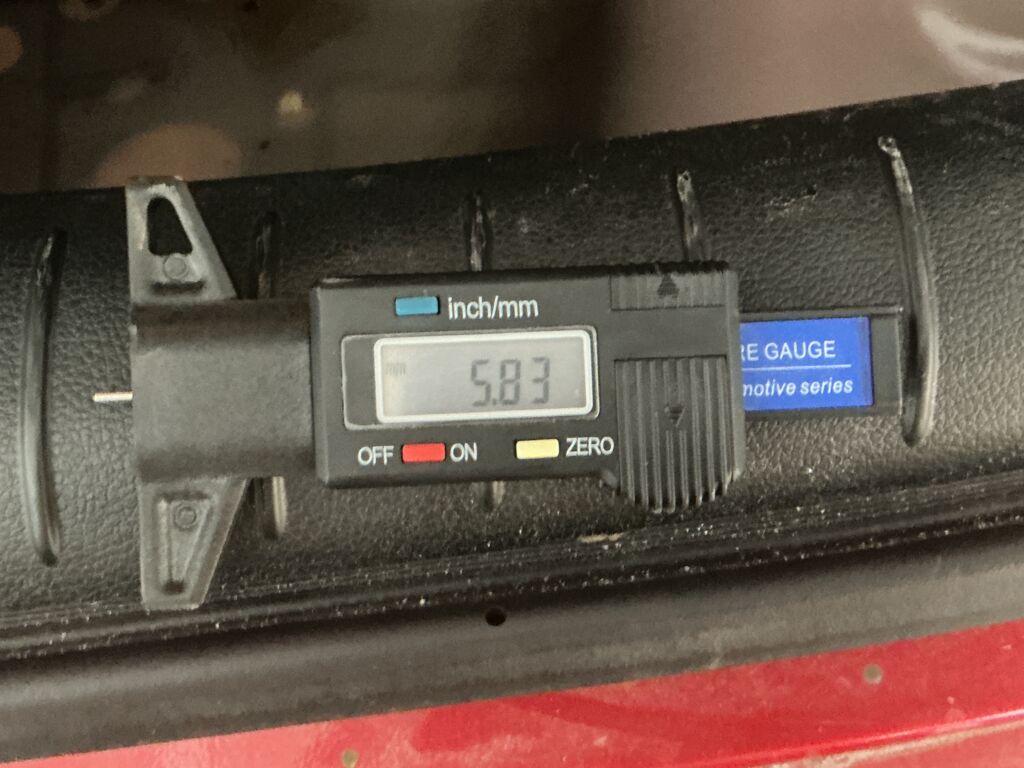 inch/mm
mm 5.83
OFF ON ZERO
RE GAUGE
motive series